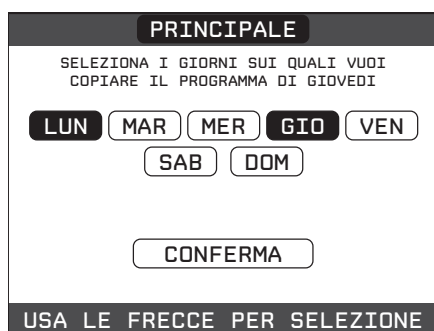 PRINCIPALE
SELEZIONA I GIORNI SUI QUALI VUOI
COPIARE IL PROGRAMMA DI GIOVEDI
LUN MAR MER GIO VEN
SAB DOM
CONFERMA
USA LE FRECCE PER SELEZIONE